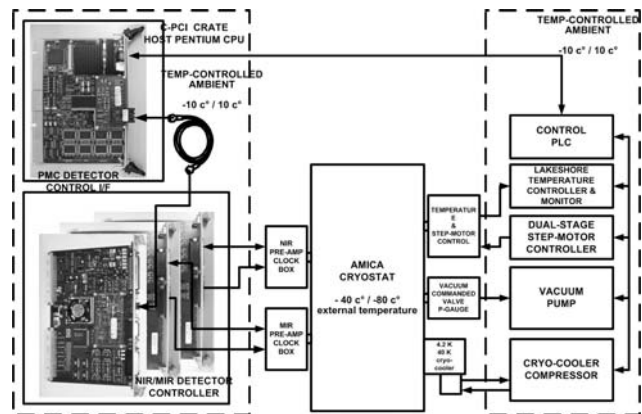 C-PCI CRATE
HOST PENTIUM CPU
TEMP-CONTROLLED
AMBIENT
-10 c° / 10 c°
PMC DETECTOR
CONTROL I/F
NIR/MIR DETECTOR
CONTROLLER
NIR
PRE-AMP
CLOCK
BOX
MIR
PRE-AMP
CLOCK
BOX
AMICA
CRYOSTAT
- 40 c° / -80 c°
external temperature
TEMPERATUR
E
&
STEP-MOTOR
CONTROL
VACUUM
COMMANDED
VALVE
P-GAUGE
4.2 K
40 K
cryo-
cooler
TEMP-CONTROLLED
AMBIENT
-10 c° / 10 c°
CONTROL
PLC
LAKESHORE
TEMPERATURE
CONTROLLER &
MONITOR
DUAL-STAGE
STEP-MOTOR
CONTROLLER
VACUUM
PUMP
CRYO-COOLER
COMPRESSOR